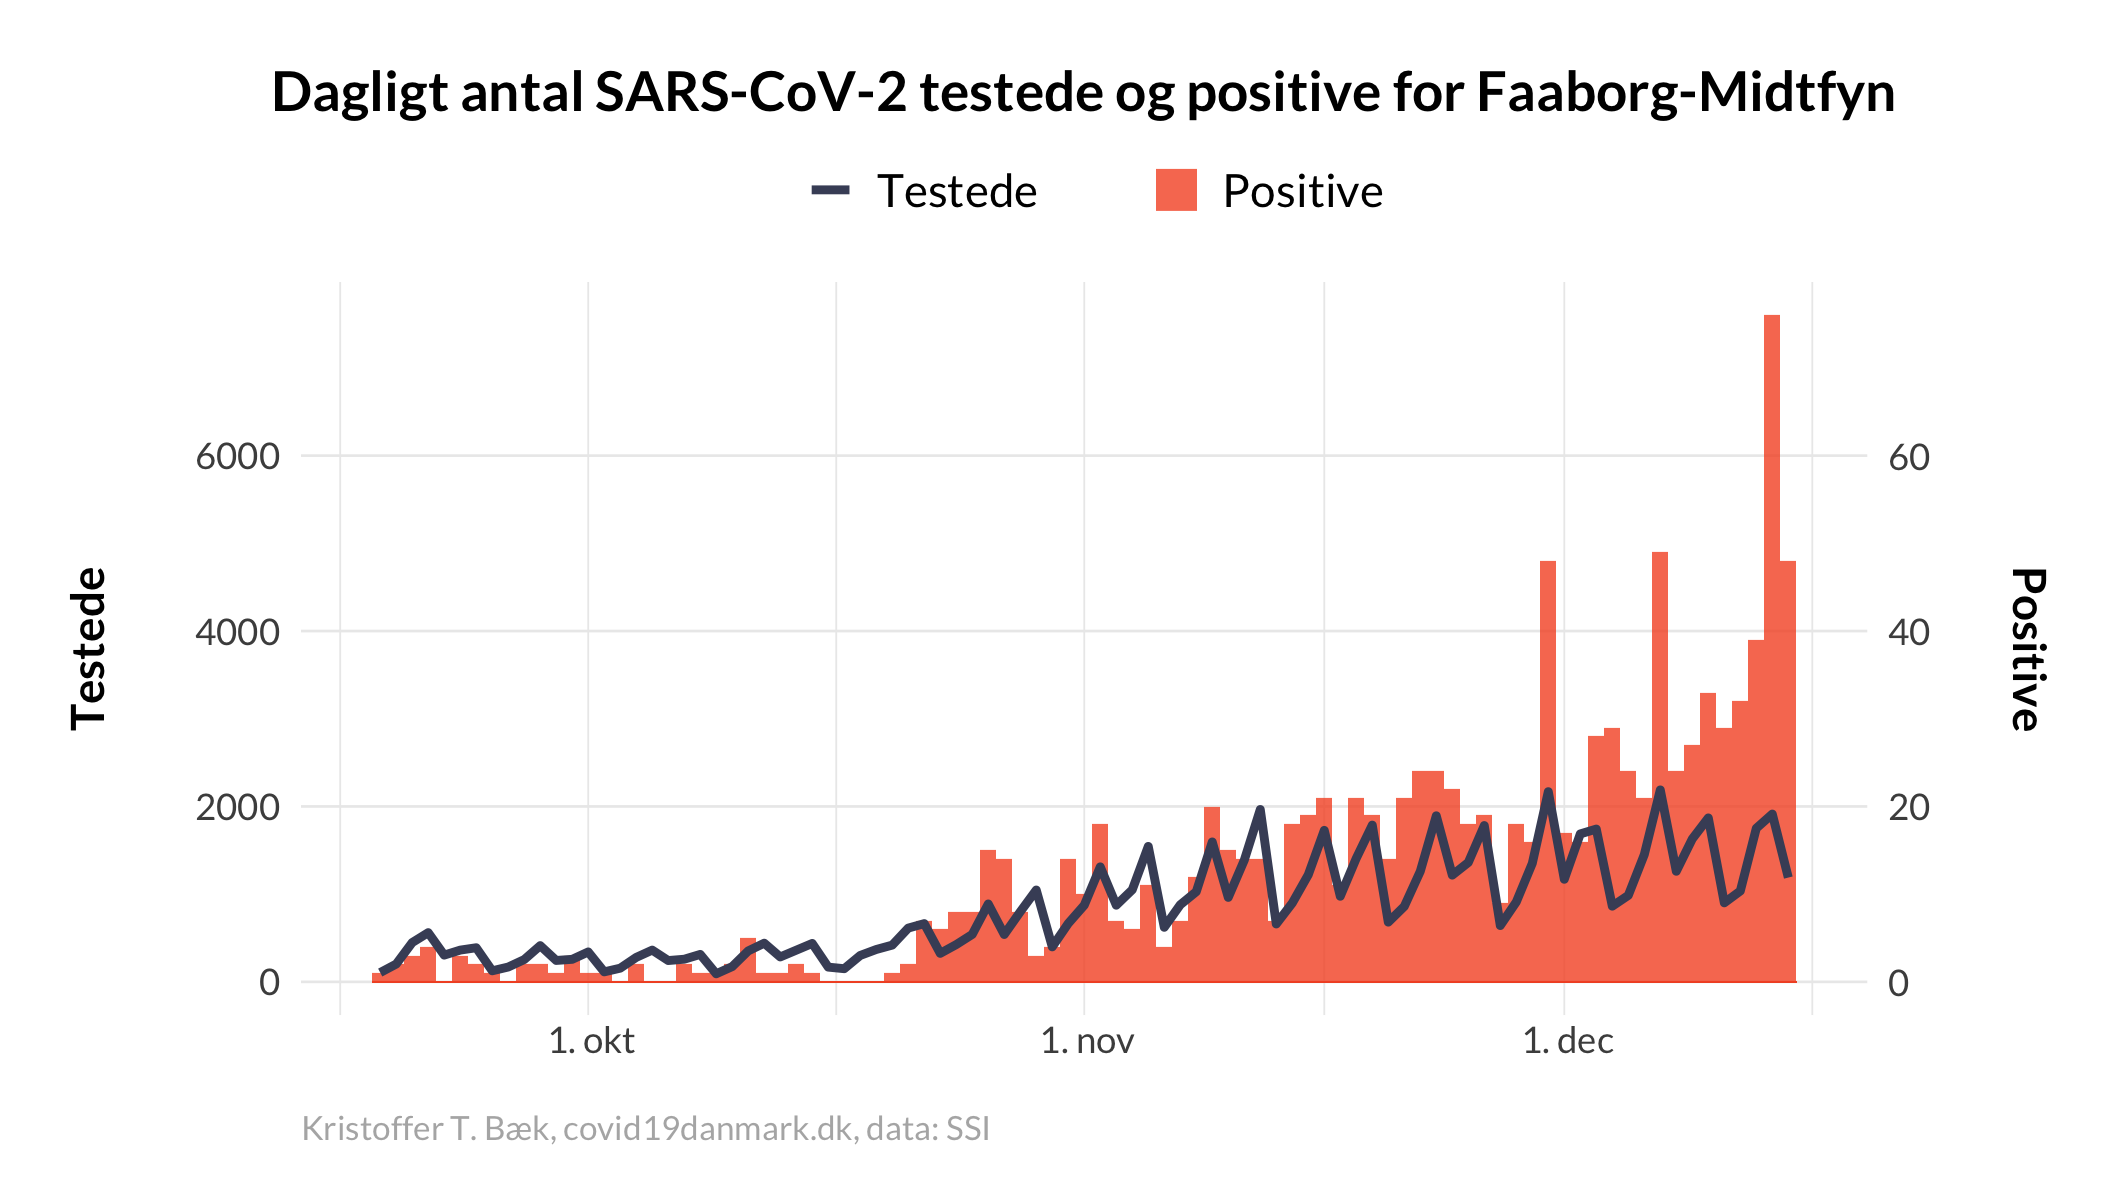 Dagligt antal SARS-CoV-2 testede og positive for Faaborg-Midtfyn
Testede
Positive
6000
4000
2000
0
60
40
20
0
Testede
Positive
1. okt
1. nov
1. dec
Kristoffer T. Bæk, covid19danmark.dk, data: SSI